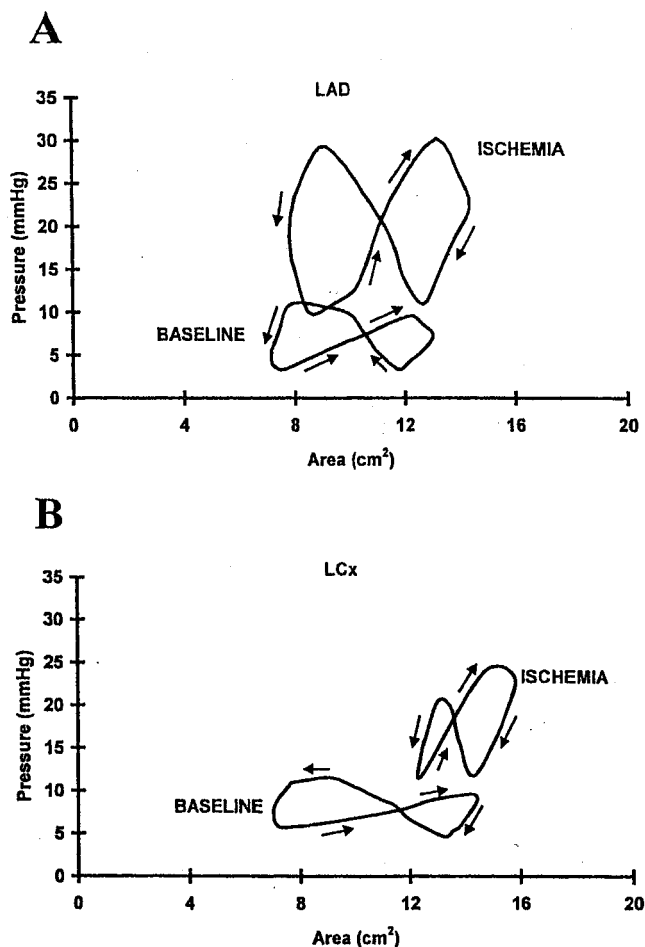 A
LAD
35
30
25
20
15
10
5
0
Pressure (mmHg)
ISCHEMIA
BASELINE
0 4 8 12 16 20
Area (cm²)
B
LCx
35
30
25
20
15
10
5
0
Pressure (mmHg)
ISCHEMIA
BASELINE
0 4 8 12 16 20
Area (cm²)